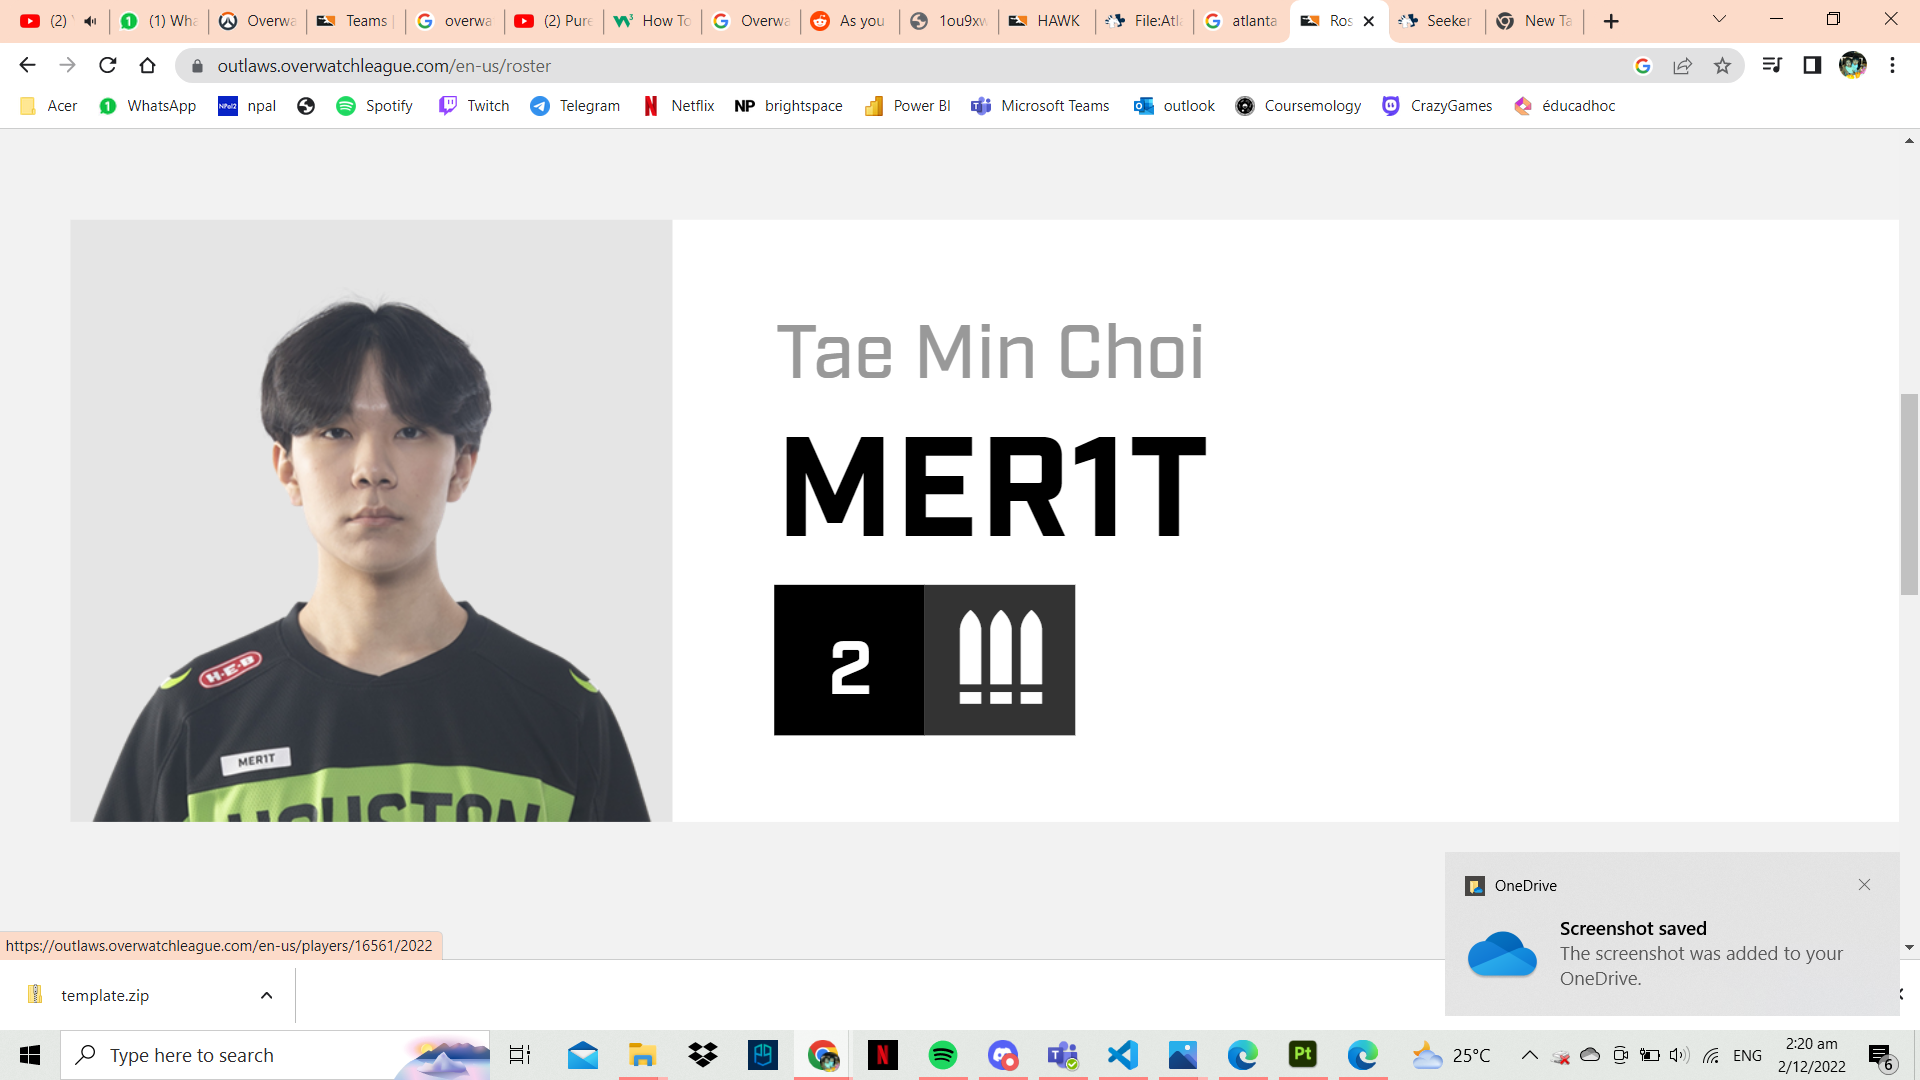 (2)
(1) Wha
Overwa
Teams
overwa
(2) Pure
How To
Overwa
As you
1ou9xw
HAWK
File:Atla
atlanta
Ros
Seeker
New Ta
outlaws.overwatchleague.com/en-us/roster
Acer
WhatsApp
NPal2 npal
Spotify
Twitch
Telegram
Netflix
NP brightspace
Power BI
Microsoft Teams
outlook
Coursemology
CrazyGames
éducadhoc
Tae Min Choi
MER1T
2
H-E-B
MER1T
HOUSTON
OneDrive
Screenshot saved
The screenshot was added to your
OneDrive.
https://outlaws.overwatchleague.com/en-us/players/16561/2022
template.zip
Type here to search
Pt
25°C
ENG
2:20 am
2/12/2022
6